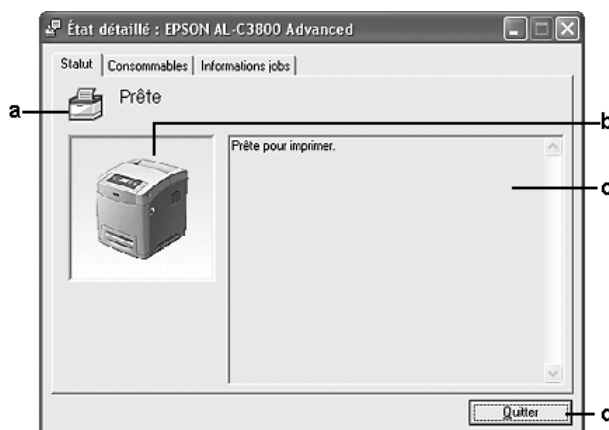 État détaillé : EPSON AL-C3800 Advanced
Statut Consommables Informations jobs
a Prête
b
Prête pour imprimer.
c
Quitter d